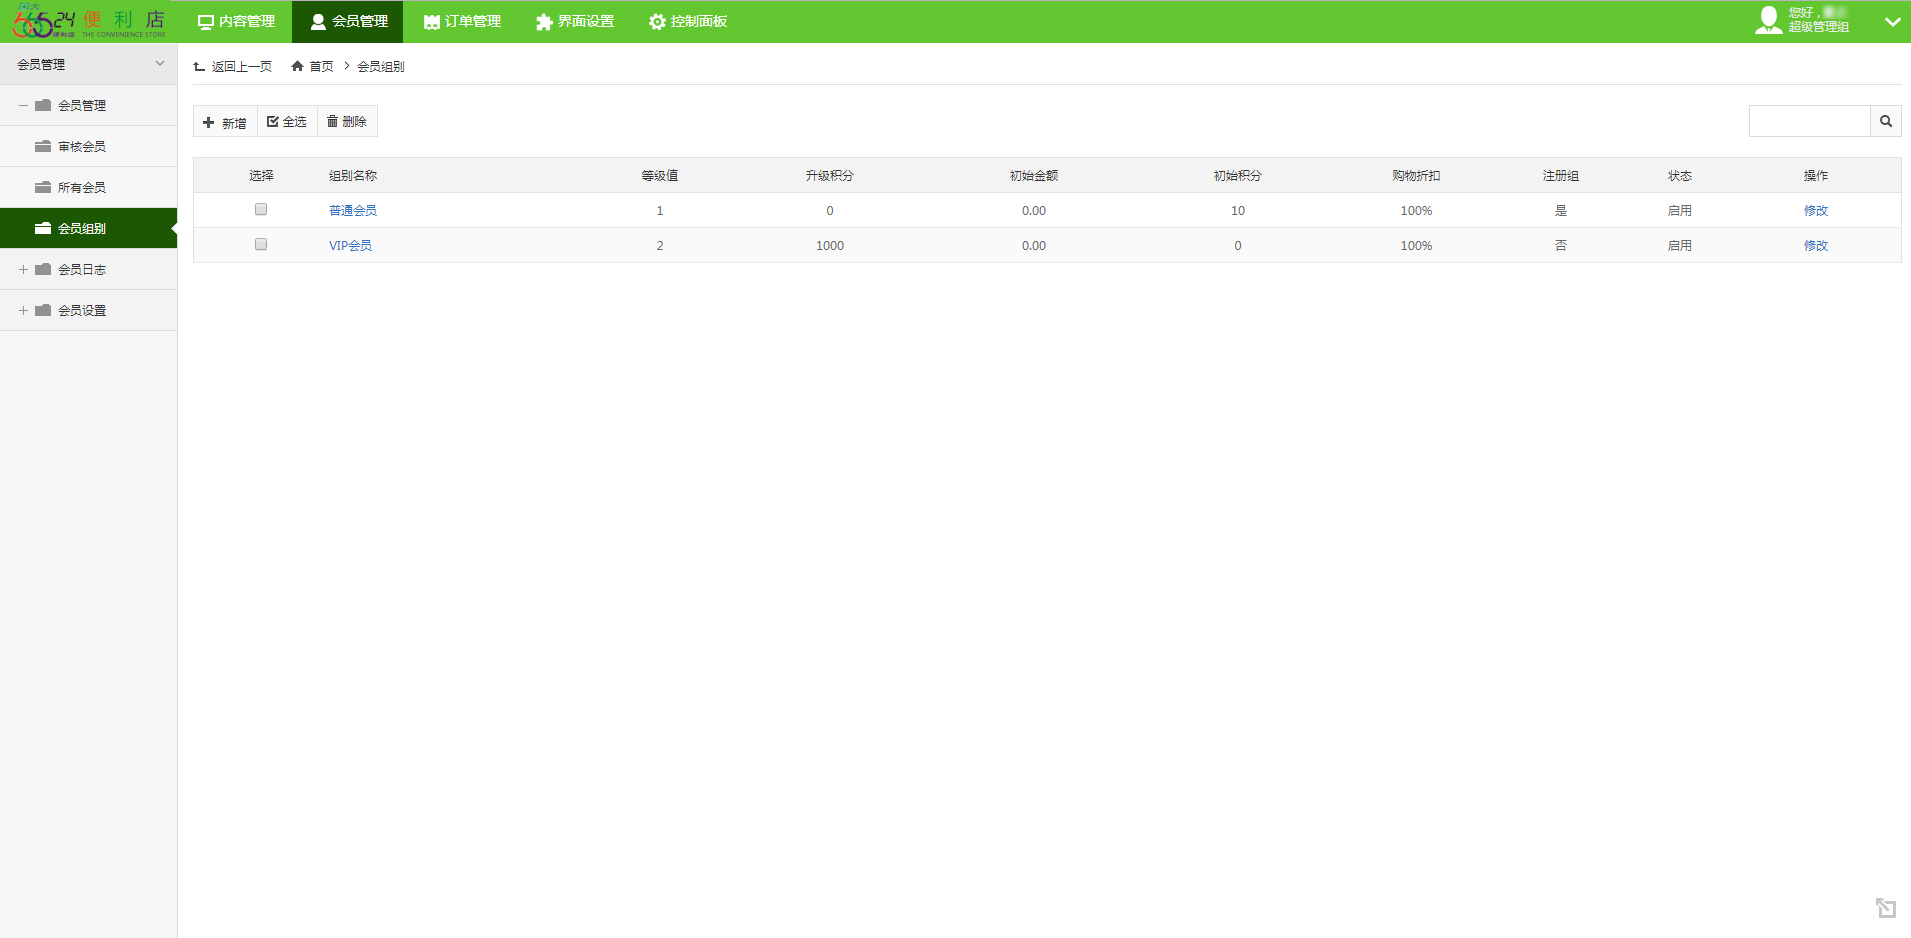 24 便利店
便利店 THE CONVENIENCE STORE
内容管理 会员管理 订单管理 界面设置 控制面板
您好，
超级管理组
会员管理
会员管理
审核会员
所有会员
会员组别
会员日志
会员设置
返回上一页 首页 会员组别
新增 全选 删除
选择 组别名称 等级值 升级积分 初始金额 初始积分 购物折扣 注册组 状态 操作
普通会员 1 0 0.00 10 100% 是 启用 修改
VIP会员 2 1000 0.00 0 100% 否 启用 修改